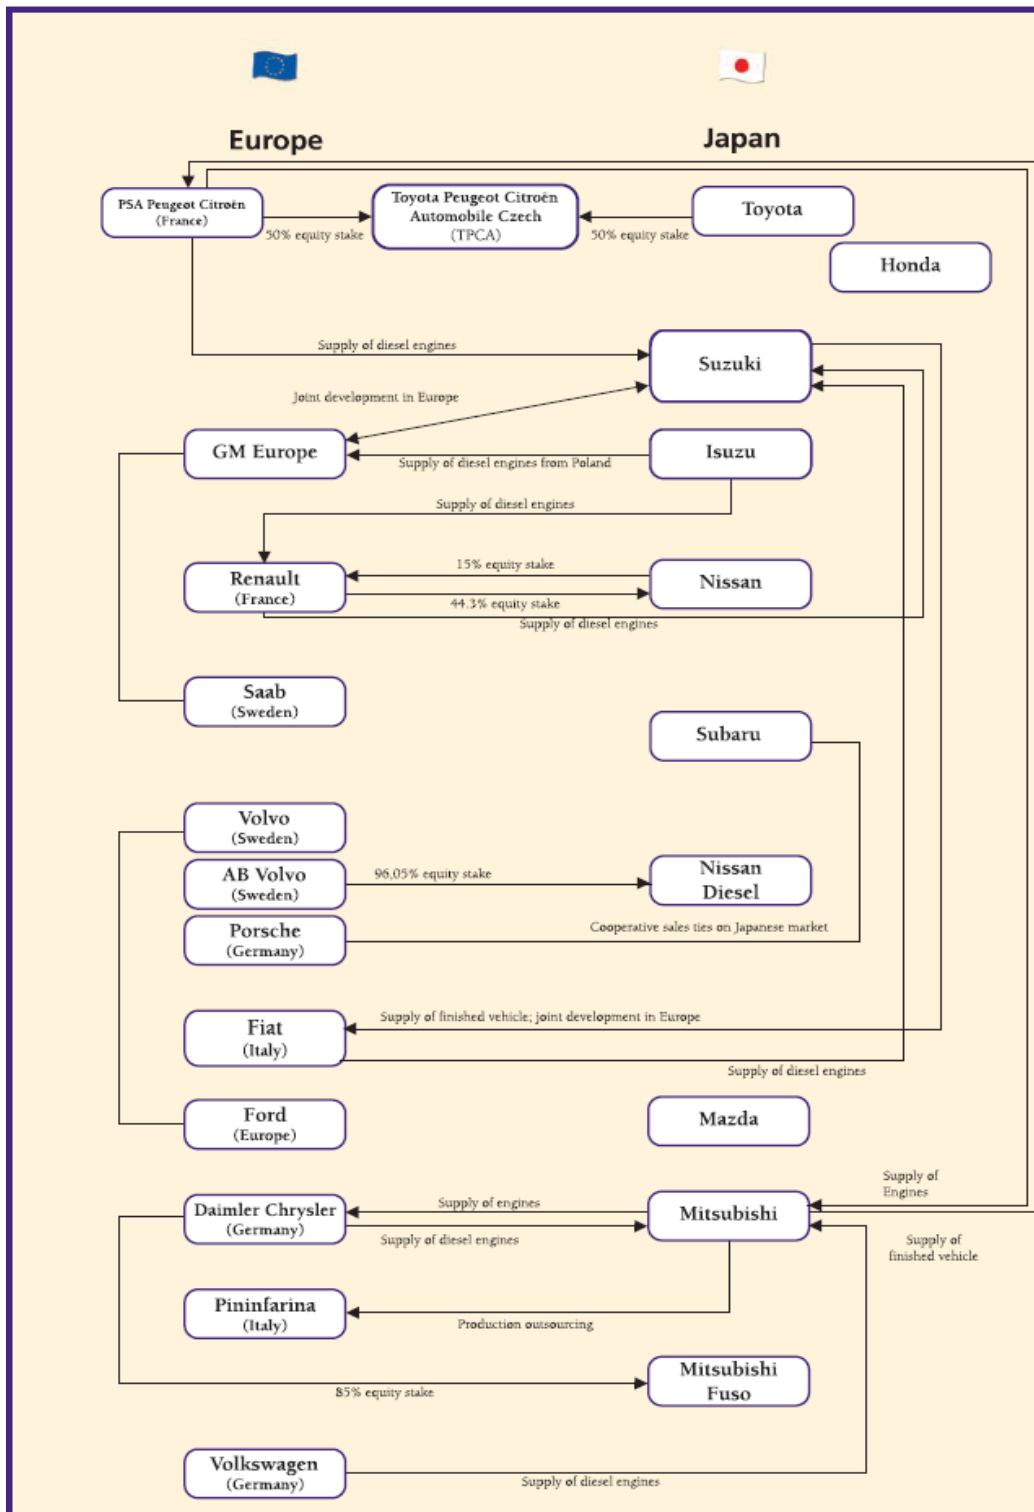 Europe
Japan
PSA Peugeot Citroën
(France)
Toyota Peugeot Citroën
Automobile Czech
(TPCA)
Toyota
50% equity stake
50% equity stake
Honda
Supply of diesel engines
Suzuki
Joint development in Europe
GM Europe
Isuzu
Supply of diesel engines from Poland
Supply of diesel engines
Renault
(France)
15% equity stake
Nissan
44.3% equity stake
Supply of diesel engines
Saab
(Sweden)
Subaru
Volvo
(Sweden)
AB Volvo
(Sweden)
96,05% equity stake
Nissan
Diesel
Porsche
(Germany)
Cooperative sales ties on Japanese market
Fiat
(Italy)
Supply of finished vehicle; joint development in Europe
Supply of diesel engines
Ford
(Europe)
Mazda
Supply of
Engines
Daimler Chrysler
(Germany)
Supply of engines
Mitsubishi
Supply of diesel engines
Supply of
finished vehicle
Pininfarina
(Italy)
Production outsourcing
Mitsubishi
Fuso
85% equity stake
Volkswagen
(Germany)
Supply of diesel engines